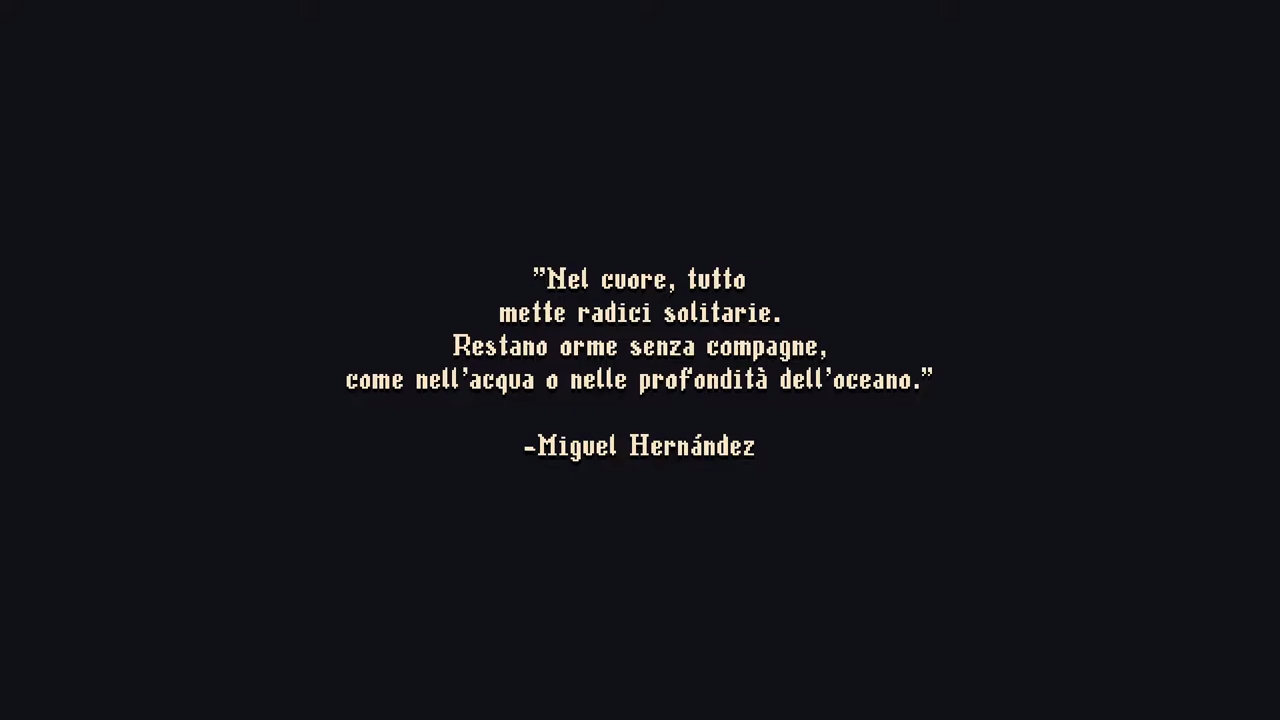 "Nel cuore, tutto
mette radici solitarie.
Restano orme senza compagne,
come nell'acqua o nelle profondità dell'oceano."
-Miguel Hernández